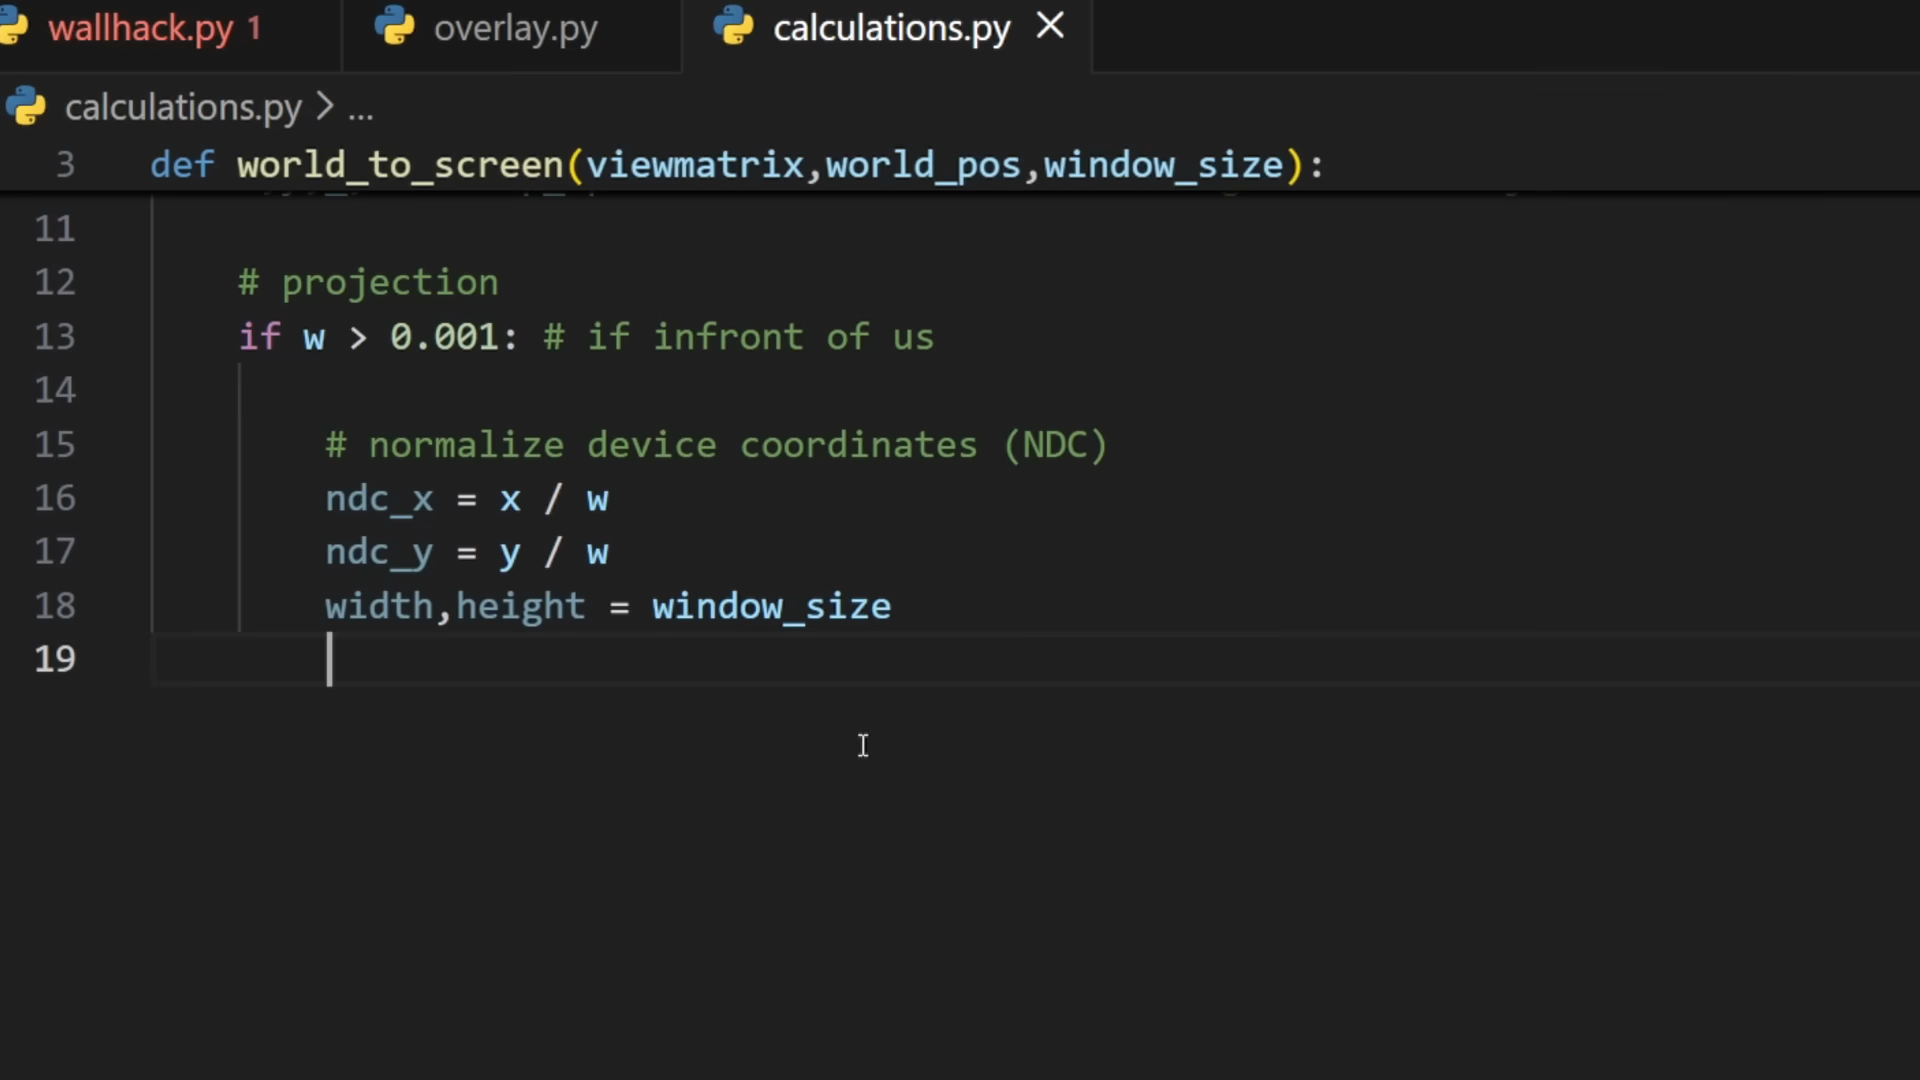 wallhack.py 1
overlay.py
calculations.py
calculations.py > ...
3 def world_to_screen(viewmatrix,world_pos,window_size):
11
12 # projection
13 if w > 0.001: # if infront of us
14
15 # normalize device coordinates (NDC)
16 ndc_x = x / w
17 ndc_y = y / w
18 width,height = window_size
19